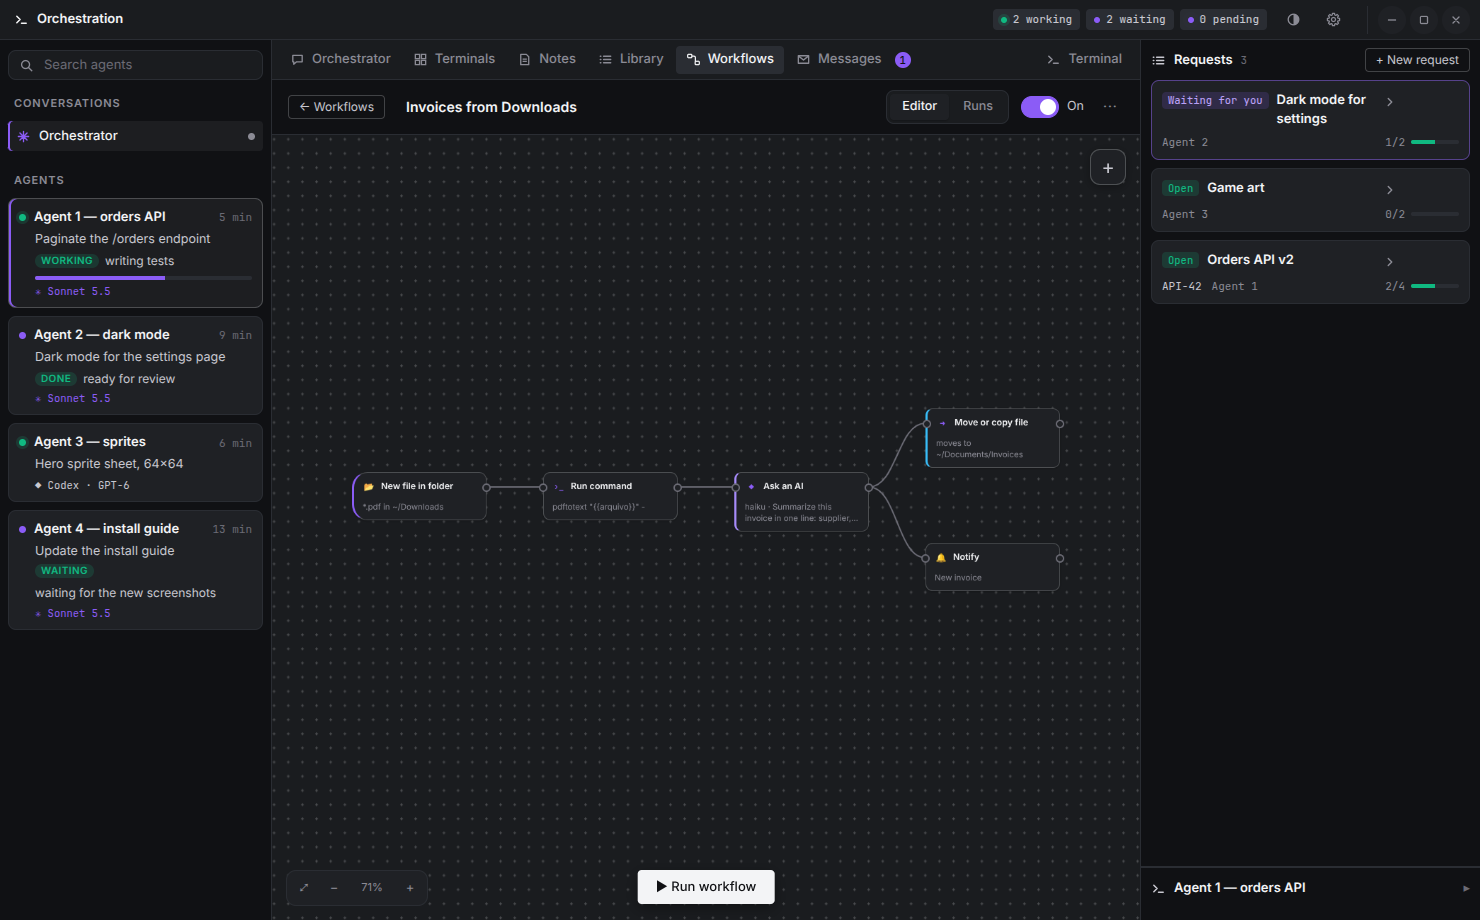 Orchestration
2 working
2 waiting
0 pending
Search agents
CONVERSATIONS
Orchestrator
AGENTS
Agent 1 — orders API
5 min
Paginate the /orders endpoint
WORKING writing tests
Sonnet 5.5
Agent 2 — dark mode
9 min
Dark mode for the settings page
DONE ready for review
Sonnet 5.5
Agent 3 — sprites
6 min
Hero sprite sheet, 64×64
Codex · GPT-6
Agent 4 — install guide
13 min
Update the install guide
WAITING
waiting for the new screenshots
Sonnet 5.5
Orchestrator
Terminals
Notes
Library
Workflows
Messages 1
Terminal
← Workflows
Invoices from Downloads
Editor
Runs
On
...
+
New file in folder
*.pdf in ~/Downloads
Run command
pdftotext "{{arquivo}}" -
Ask an AI
haiku · Summarize this
invoice in one line: supplier,...
Move or copy file
moves to
~/Documents/Invoices
Notify
New invoice
− 71% +
▶ Run workflow
Requests 3
+ New request
Waiting for you
Dark mode for
settings
Agent 2
1/2
Open
Game art
Agent 3
0/2
Open
Orders API v2
API-42 Agent 1
2/4
Agent 1 — orders API